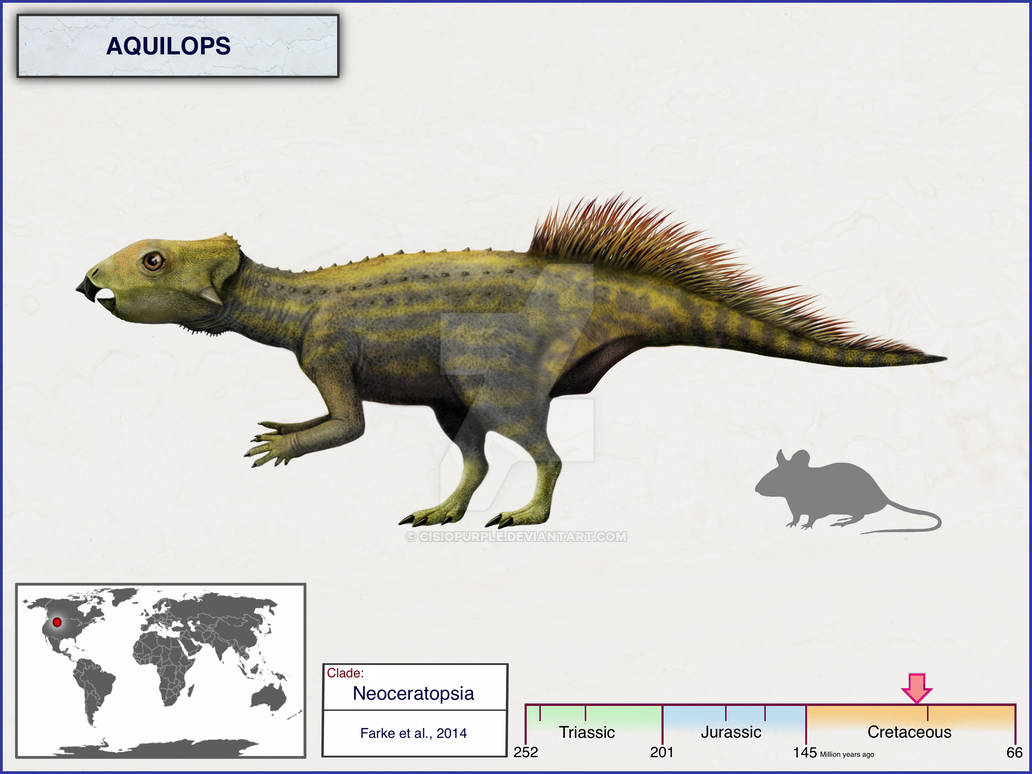 AQUILOPS
© CISIOPURPLE.DEVIANTART.COM
Clade:
Neoceratopsia
Farke et al., 2014
Triassic
Jurassic
Cretaceous
252
201
145 Million years ago
66